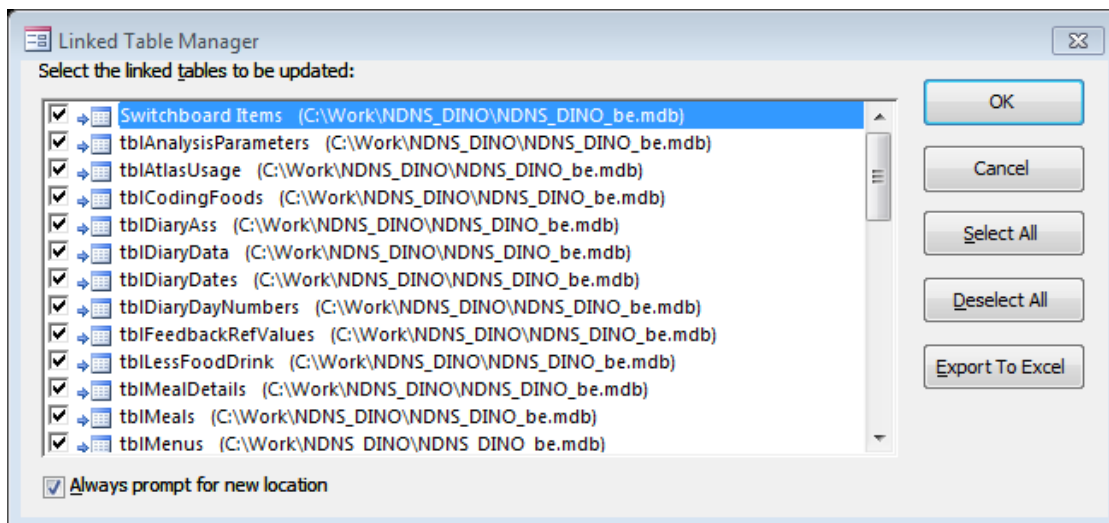 Linked Table Manager
Select the linked tables to be updated:
Switchboard Items (C:\Work\NDNS_DINO\NDNS_DINO_be.mdb)
tblAnalysisParameters (C:\Work\NDNS_DINO\NDNS_DINO_be.mdb)
tblAtlasUsage (C:\Work\NDNS_DINO\NDNS_DINO_be.mdb)
tblCodingFoods (C:\Work\NDNS_DINO\NDNS_DINO_be.mdb)
tblDiaryAss (C:\Work\NDNS_DINO\NDNS_DINO_be.mdb)
tblDiaryData (C:\Work\NDNS_DINO\NDNS_DINO_be.mdb)
tblDiaryDates (C:\Work\NDNS_DINO\NDNS_DINO_be.mdb)
tblDiaryDayNumbers (C:\Work\NDNS_DINO\NDNS_DINO_be.mdb)
tblFeedbackRefValues (C:\Work\NDNS_DINO\NDNS_DINO_be.mdb)
tblLessFoodDrink (C:\Work\NDNS_DINO\NDNS_DINO_be.mdb)
tblMealDetails (C:\Work\NDNS_DINO\NDNS_DINO_be.mdb)
tblMeals (C:\Work\NDNS_DINO\NDNS_DINO_be.mdb)
tblMenus (C:\Work\NDNS_DINO\NDNS_DINO_be.mdb)
Always prompt for new location
OK
Cancel
Select All
Deselect All
Export To Excel